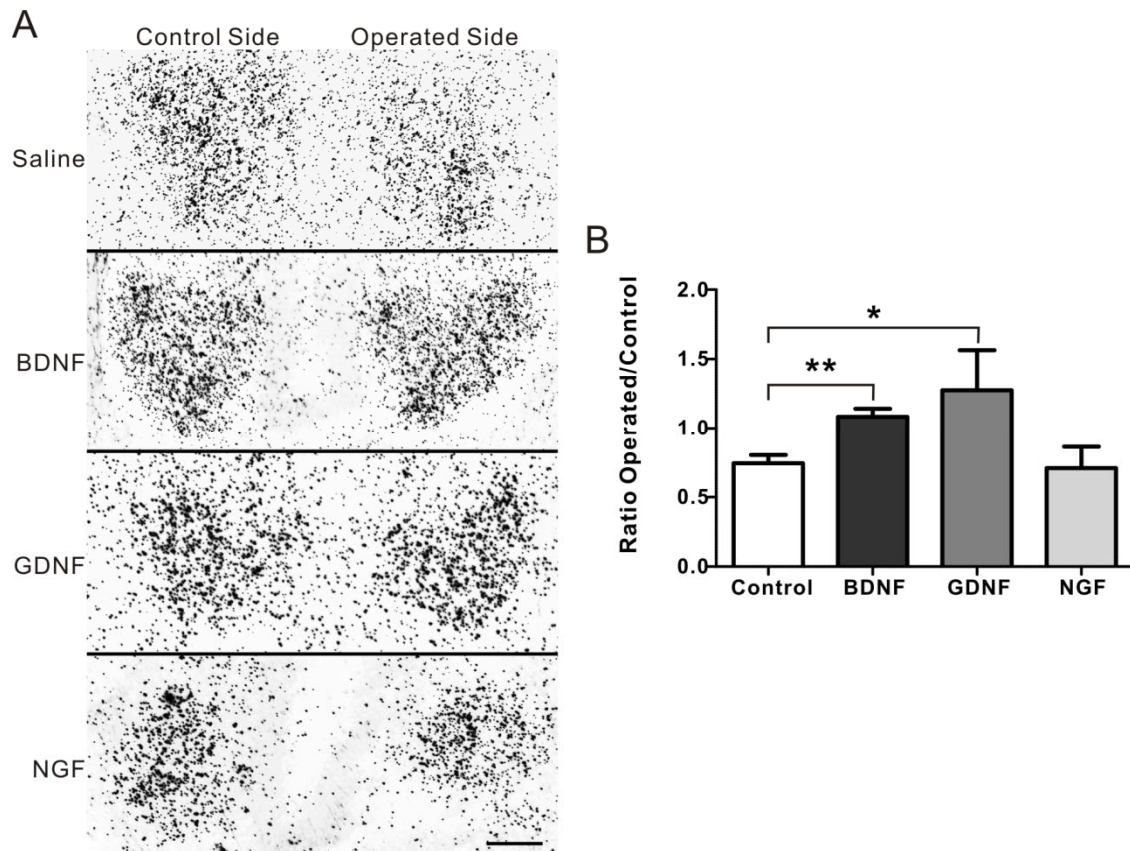 A
Control Side Operated Side
Saline
BDNF
GDNF
NGF
B
Ratio Operated/Control
2.0
1.5
1.0
0.5
0.0
*
**
Control BDNF GDNF NGF